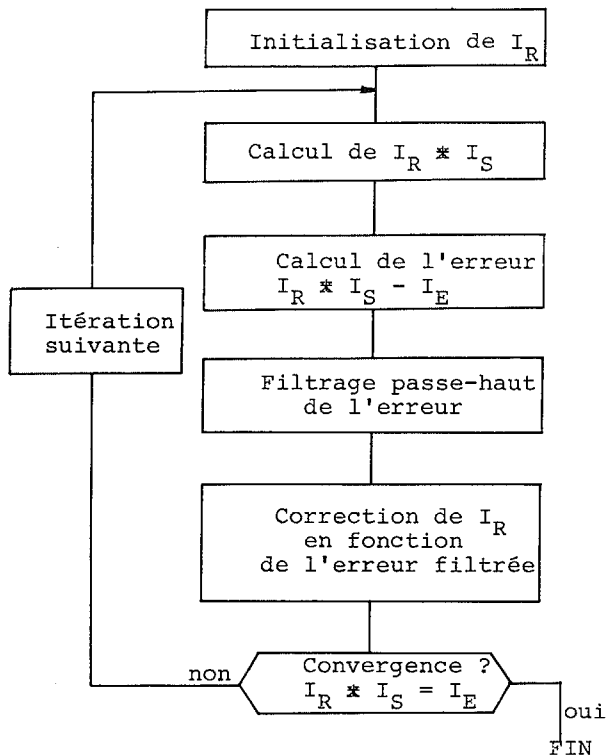 Initialisation de I_R
Calcul de I_R * I_S
Calcul de l'erreur
I_R * I_S - I_E
Itération
suivante
Filtrage passe-haut
de l'erreur
Correction de I_R
en fonction
de l'erreur filtrée
non
Convergence ?
I_R * I_S = I_E
oui
FIN